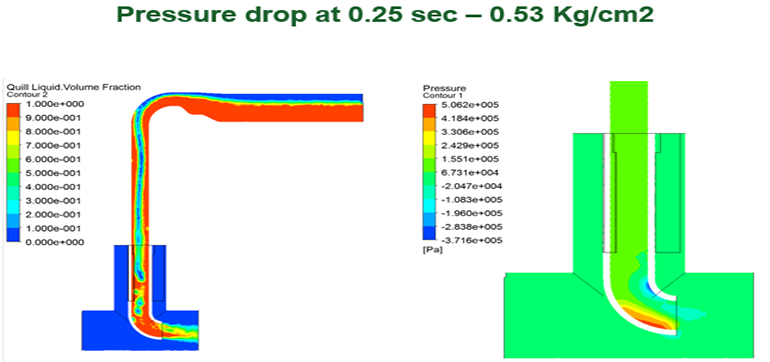 Pressure drop at 0.25 sec – 0.53 Kg/cm2
Quill Liquid.Volume Fraction
Contour 2
1.000e+000
9.000e-001
8.000e-001
7.000e-001
6.000e-001
5.000e-001
4.000e-001
3.000e-001
2.000e-001
1.000e-001
0.000e+000
Pressure
Contour 1
5.062e+005
4.184e+005
3.306e+005
2.429e+005
1.551e+005
6.731e+004
-2.047e+004
-1.083e+005
-1.960e+005
-2.838e+005
-3.716e+005
[Pa]